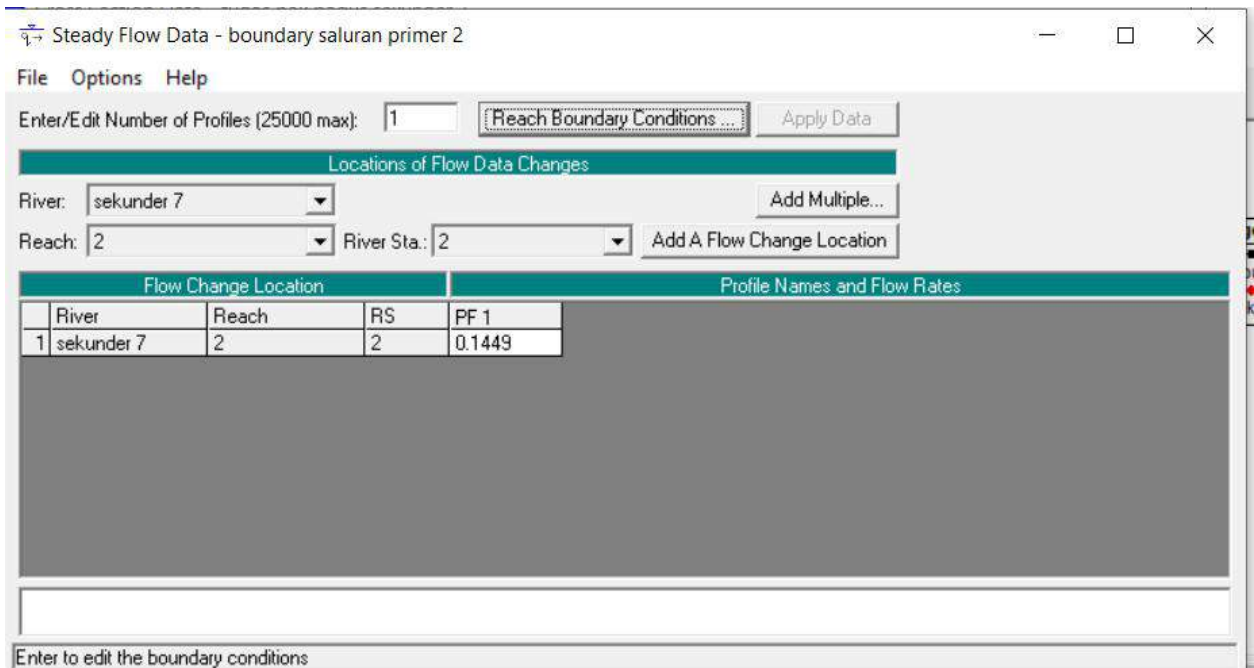 Steady Flow Data - boundary saluran primer 2
File Options Help
Enter/Edit Number of Profiles (25000 max): 1 Reach Boundary Conditions ... Apply Data
Locations of Flow Data Changes
River: sekunder 7 Add Multiple...
Reach: 2 River Sta.: 2 Add A Flow Change Location
Flow Change Location Profile Names and Flow Rates
River Reach RS PF 1
1 sekunder 7 2 2 0.1449
Enter to edit the boundary conditions